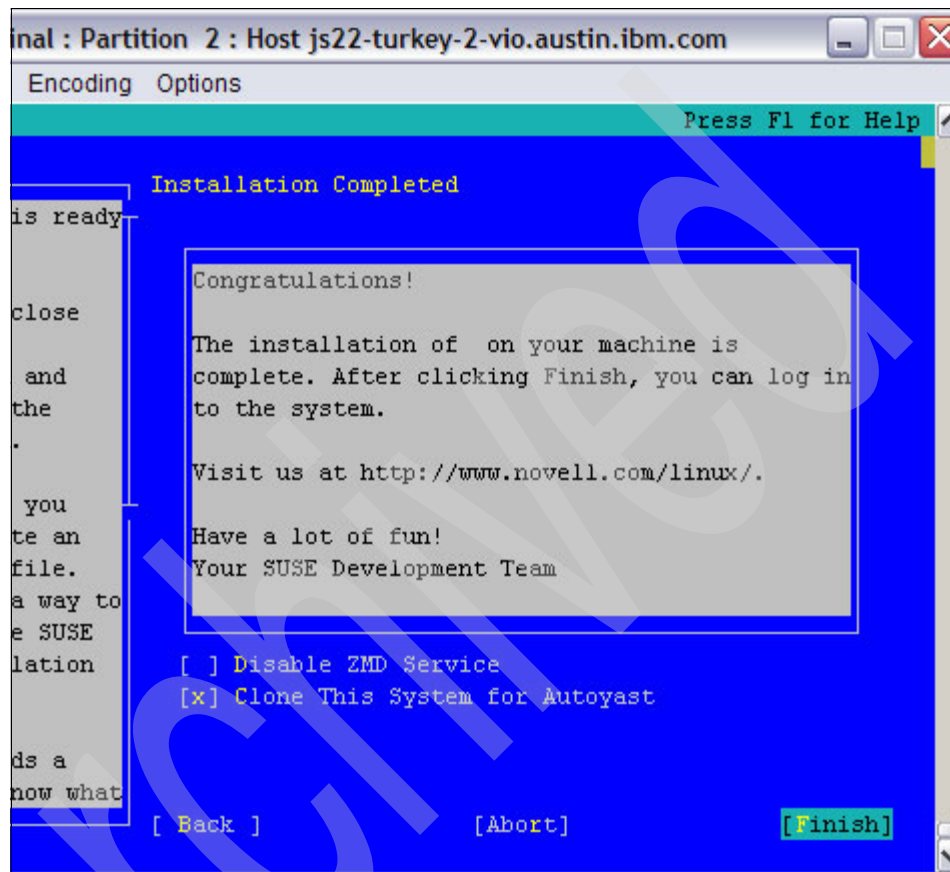 inal : Partition 2 : Host js22-turkey-2-vio.austin.ibm.com
Encoding Options
Press F1 for Help
is ready
close
and
the
.
you
te an
file.
a way to
e SUSE
lation
ds a
now what
Installation Completed
Congratulations!
The installation of  on your machine is
complete. After clicking Finish, you can log in
to the system.
Visit us at http://www.novell.com/linux/.
Have a lot of fun!
Your SUSE Development Team
[ ] Disable ZMD Service
[x] Clone This System for Autoyast
[ Back ] [Abort] [Finish]
rchived